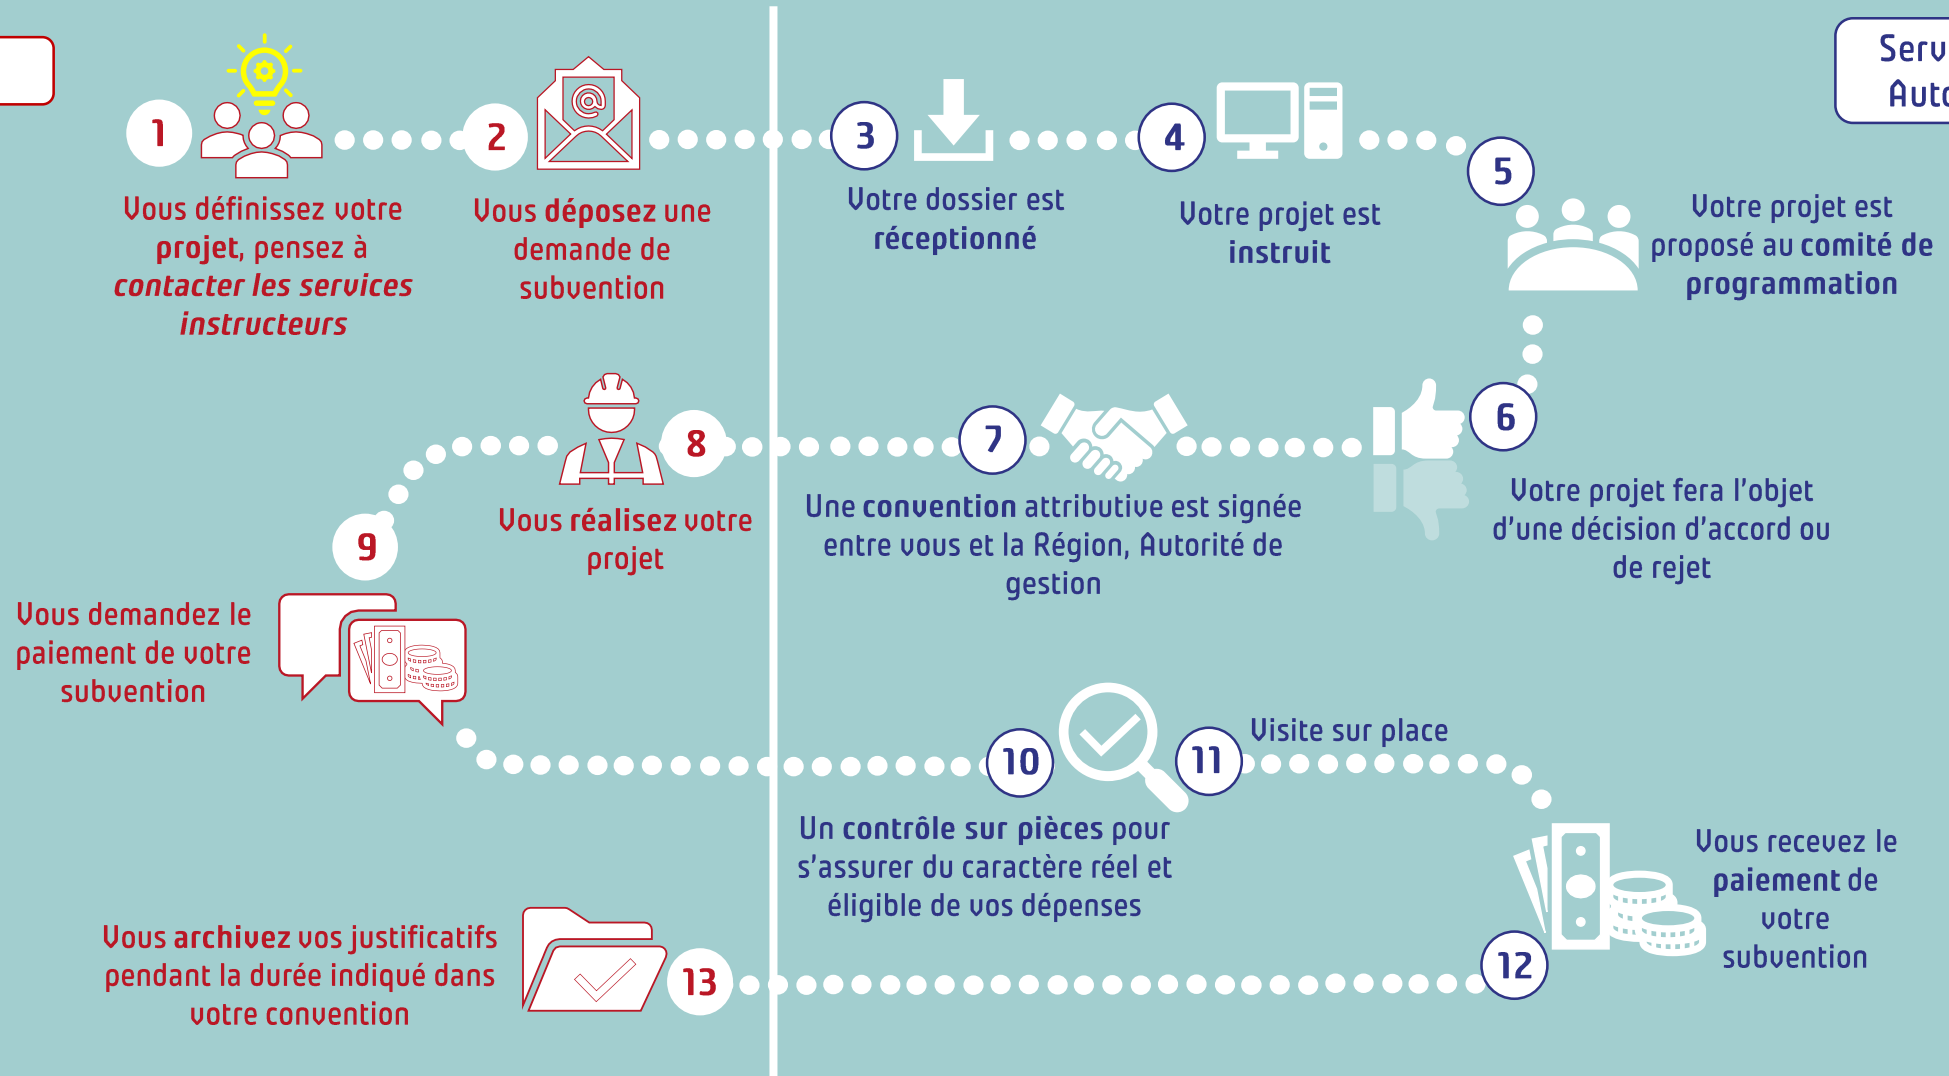 1
Vous définissez votre
projet, pensez à
contacter les services
instructeurs
2
Vous déposez une
demande de
subvention
3
Votre dossier est
réceptionné
4
Votre projet est
instruit
5
Votre projet est
proposé au comité de
programmation
6
Votre projet fera l'objet
d'une décision d'accord ou
de rejet
7
Une convention attributive est signée
entre vous et la Région, Autorité de
gestion
8
Vous réalisez votre
projet
9
Vous demandez le
paiement de votre
subvention
10
Un contrôle sur pièces pour
s'assurer du caractère réel et
éligible de vos dépenses
11
Visite sur place
12
Vous recevez le
paiement de
votre
subvention
13
Vous archivez vos justificatifs
pendant la durée indiqué dans
votre convention
@